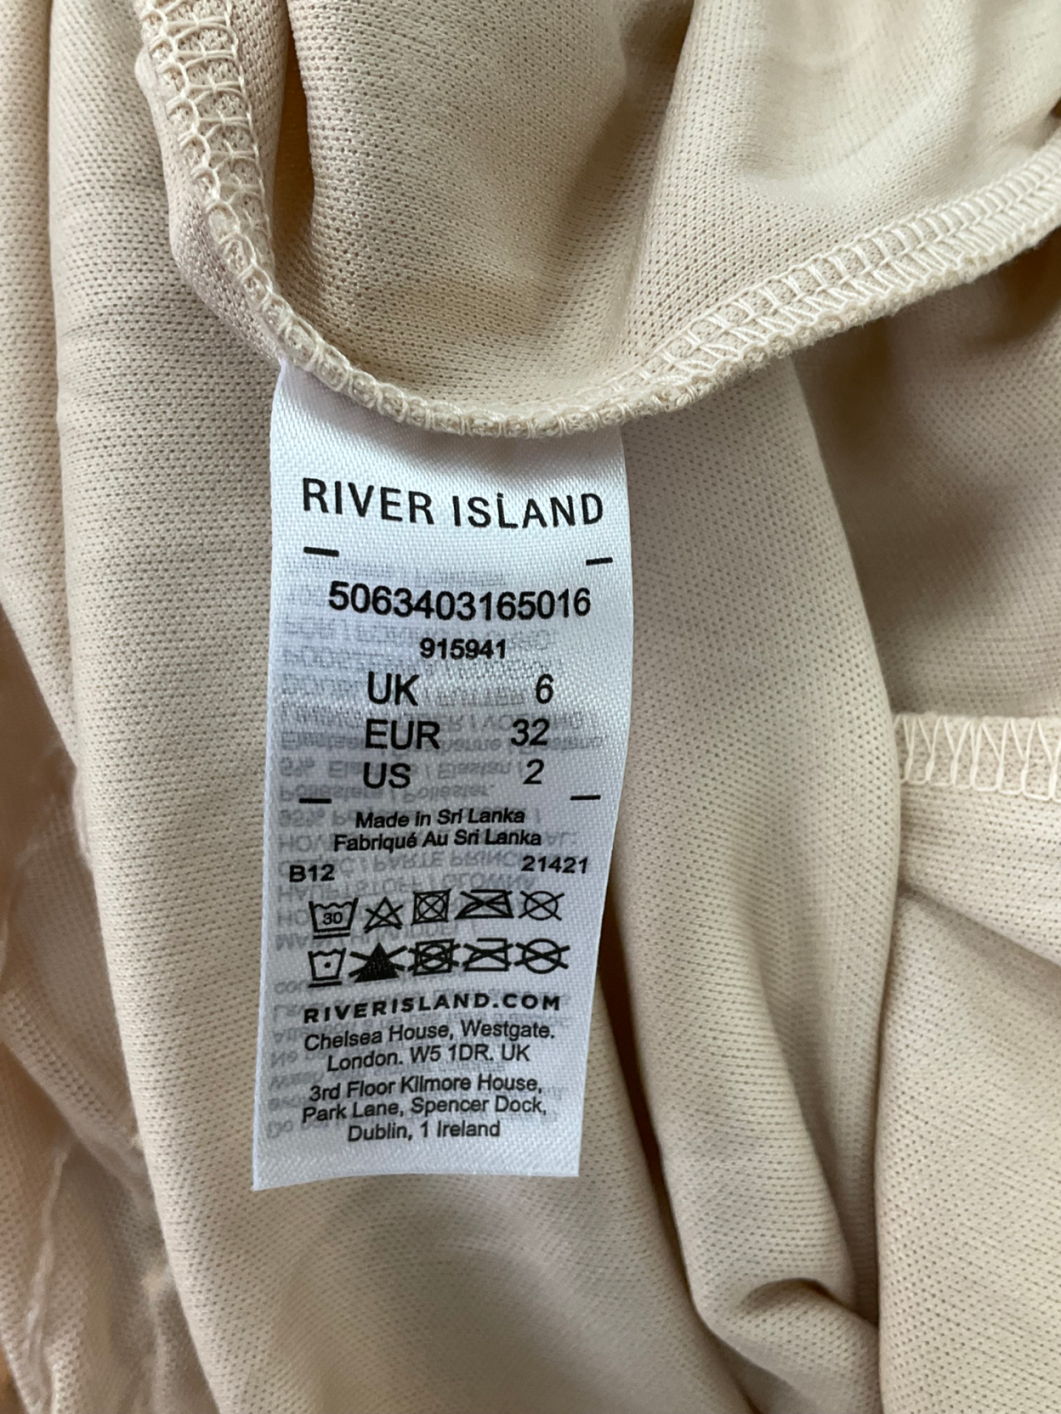 RIVER ISLAND
5063403165016
915941
UK 6
EUR 32
US 2
Made in Sri Lanka
Fabriqué Au Sri Lanka
B12 21421
30
RIVERISLAND.COM
Chelsea House, Westgate.
London. W5 1DR. UK
3rd Floor Kilmore House,
Park Lane, Spencer Dock,
Dublin, 1 Ireland